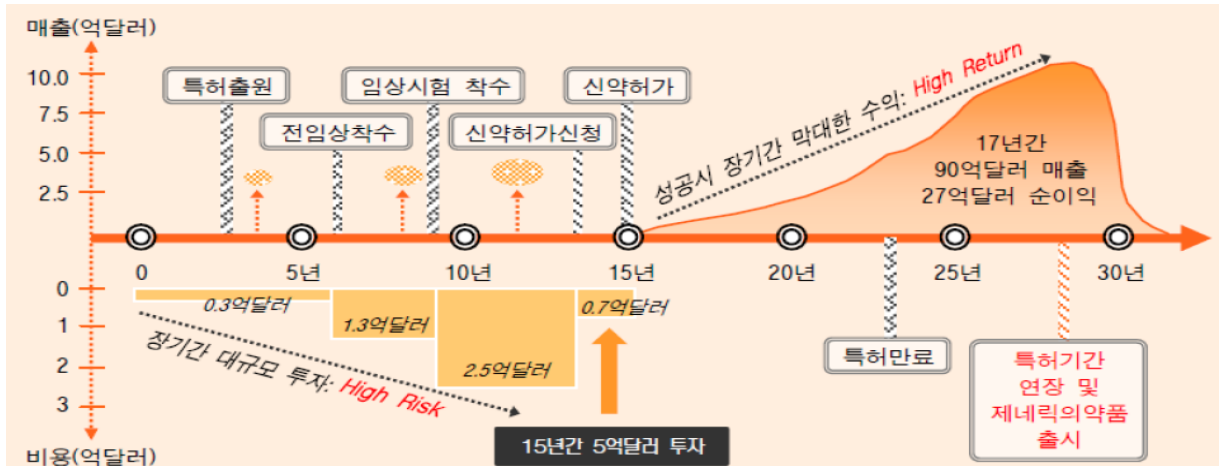 매출(억달러)
10.0
7.5
5.0
2.5
특허출원
임상시험 착수
신약허가
전임상착수
신약허가신청
성공시 장기간 막대한 수익: High Return
17년간
90억달러 매출
27억달러 순이익
0
5년
10년
15년
20년
25년
30년
0
1
2
3
0.3억달러
1.3억달러
2.5억달러
0.7억달러
장기간 대규모 투자: High Risk
15년간 5억달러 투자
특허만료
특허기간
연장 및
제네릭의약품
출시
비용(억달러)